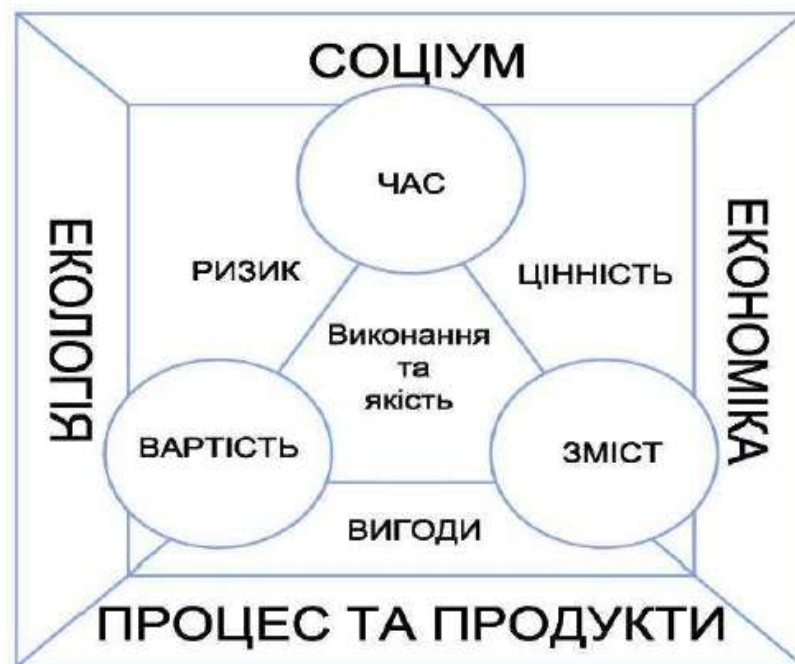 СОЦІУМ
ЧАС
ЕКОЛОГІЯ
РИЗИК
ЦІННІСТЬ
ЕКОНОМІКА
Виконання
та
якість
ВАРТІСТЬ
ЗМІСТ
ВИГОДИ
ПРОЦЕС ТА ПРОДУКТИ